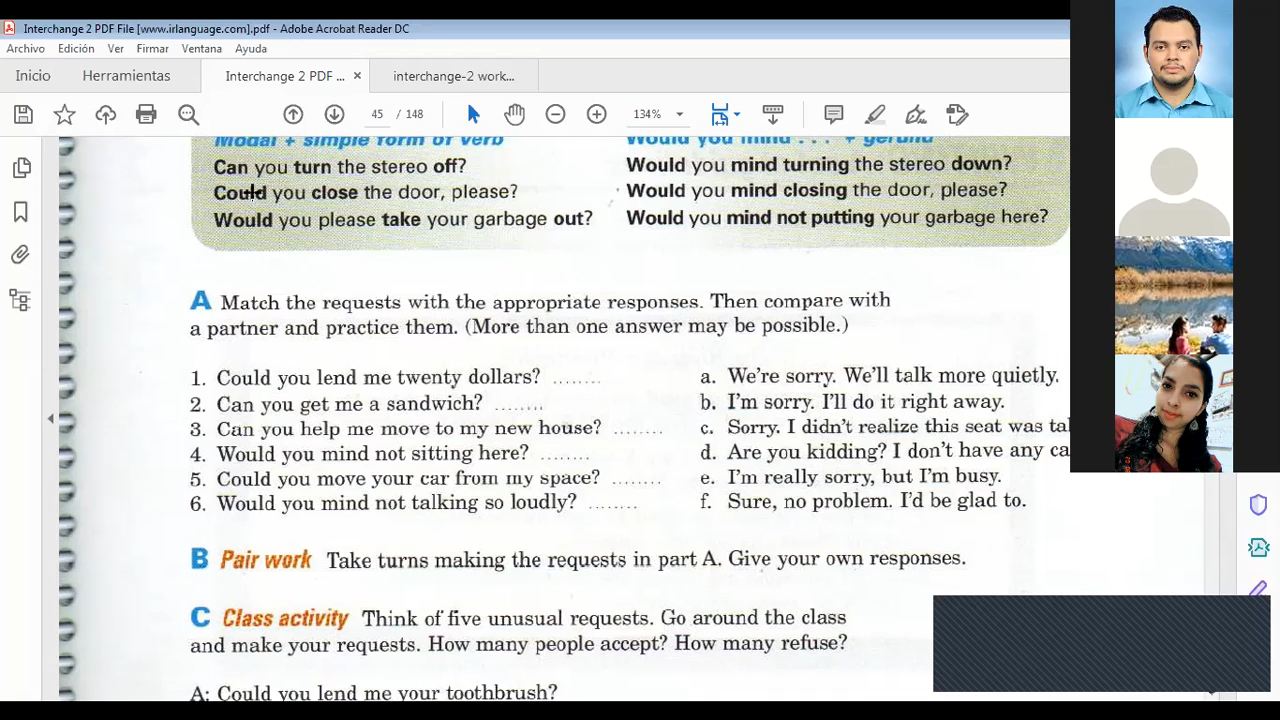 Interchange 2 PDF File [www.irlanguage.com].pdf - Adobe Acrobat Reader DC
Archivo Edición Ver Firmar Ventana Ayuda
Inicio Herramientas Interchange 2 PDF ... × interchange-2 work...
45 / 148 134%
Modal + simple form of verb Would you mind . . . + gerund
Can you turn the stereo off? Would you mind turning the stereo down?
Could you close the door, please? Would you mind closing the door, please?
Would you please take your garbage out? Would you mind not putting your garbage here?
A Match the requests with the appropriate responses. Then compare with
a partner and practice them. (More than one answer may be possible.)
1. Could you lend me twenty dollars? ........
2. Can you get me a sandwich? ........
3. Can you help me move to my new house? ........
4. Would you mind not sitting here? ........
5. Could you move your car from my space? ........
6. Would you mind not talking so loudly? ........
a. We're sorry. We'll talk more quietly.
b. I'm sorry. I'll do it right away.
c. Sorry. I didn't realize this seat was tal
d. Are you kidding? I don't have any ca
e. I'm really sorry, but I'm busy.
f. Sure, no problem. I'd be glad to.
B Pair work Take turns making the requests in part A. Give your own responses.
C Class activity Think of five unusual requests. Go around the class
and make your requests. How many people accept? How many refuse?
A: Could you lend me your toothbrush?